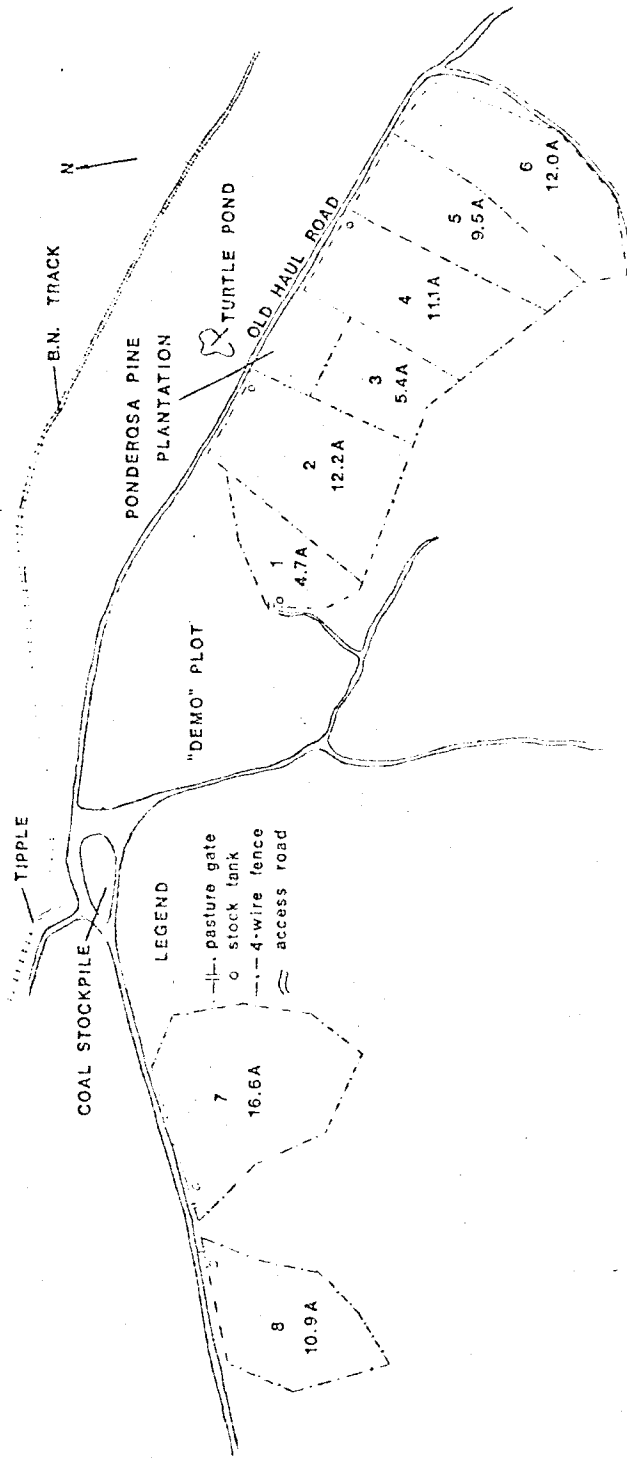 TIPPLE
B.N. TRACK
N
COAL STOCKPILE
PONDEROSA PINE
PLANTATION
TURTLE POND
OLD HAUL ROAD
"DEMO" PLOT
LEGEND
pasture gate
stock tank
4-wire fence
access road
8
10.9A
7
16.6A
1
4.7A
2
12.2A
3
5.4A
4
11.1A
5
9.5A
6
12.0A